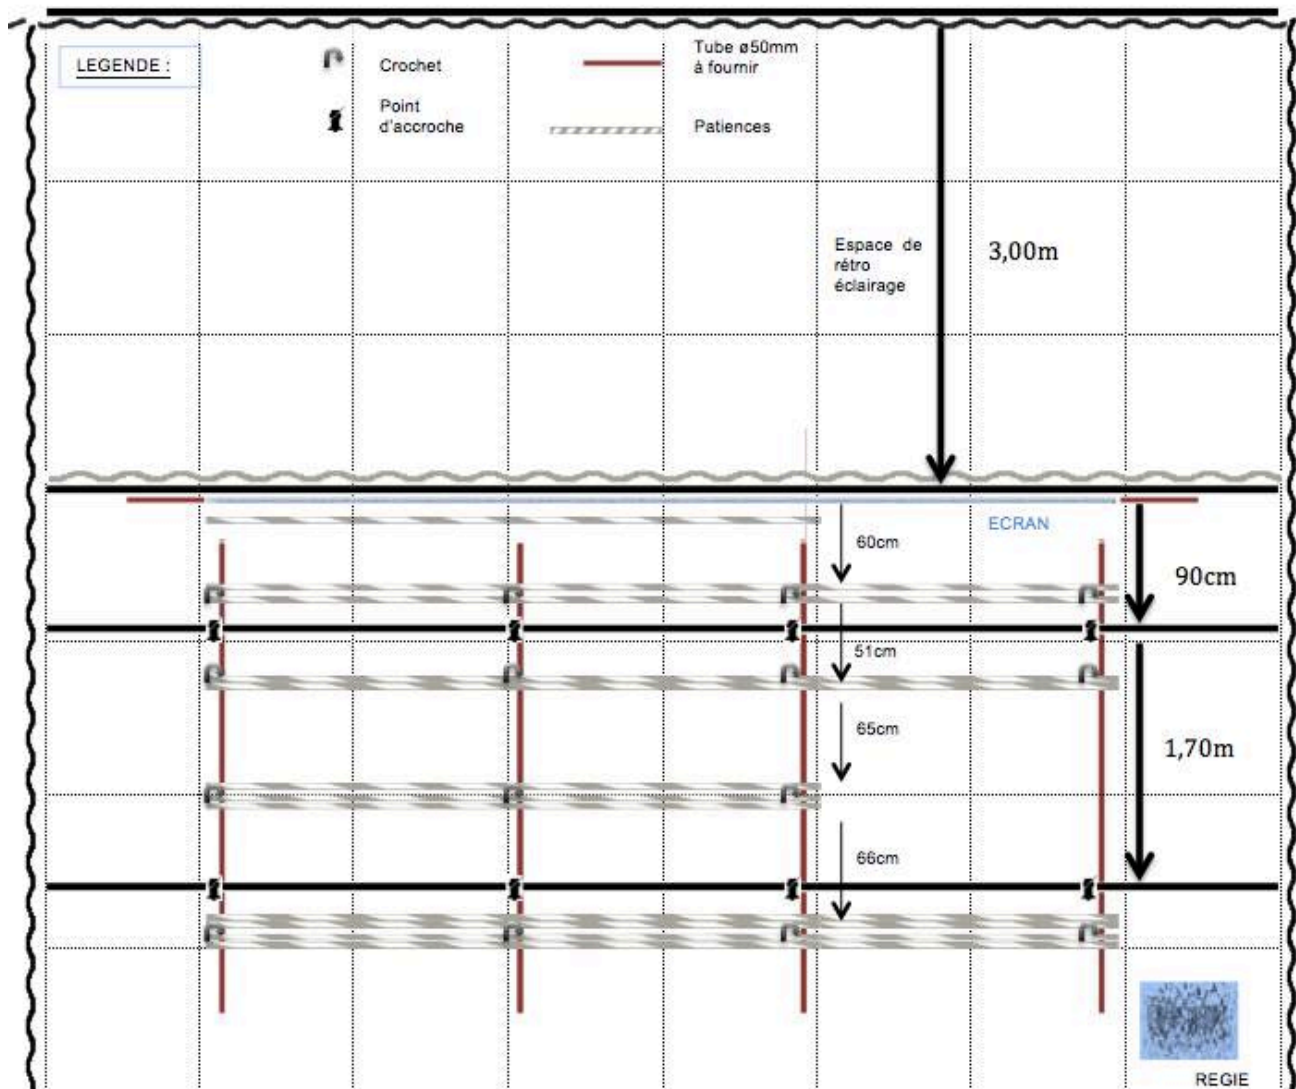 LEGENDE :
Crochet
Tube ø50mm
à fournir
Point
d'accroche
Patiences
Espace de
rétro
éclairage
3,00m
ECRAN
60cm
90cm
51cm
65cm
1,70m
66cm
REGIE